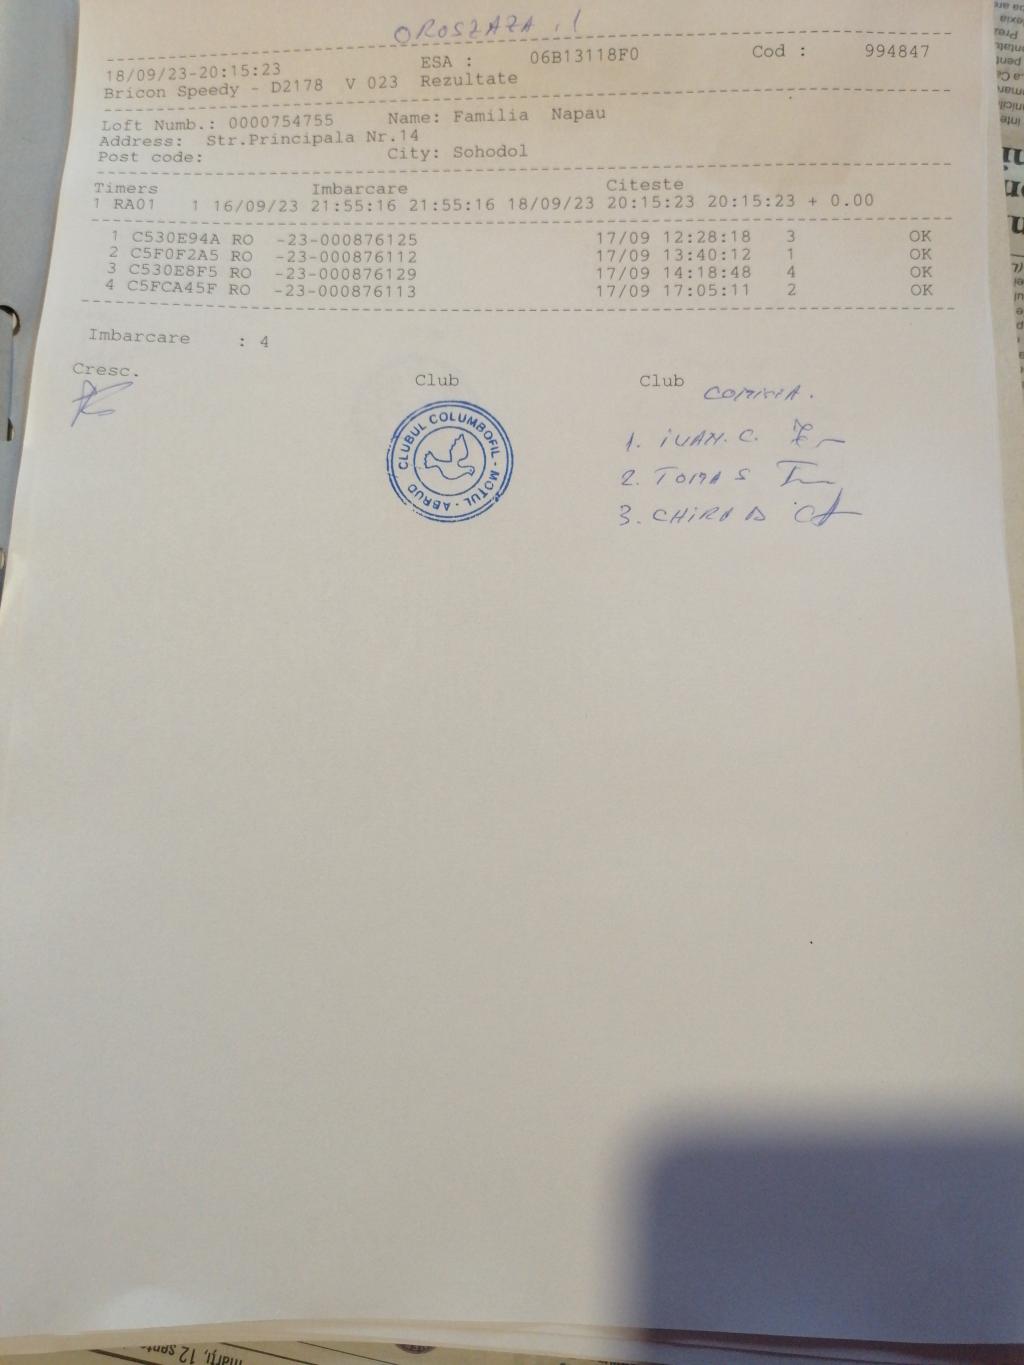 OROSZAZA .1
18/09/23-20:15:23 ESA : 06B13118F0 Cod : 994847
Bricon Speedy - D2178 V 023 Rezultate
Loft Numb.: 0000754755 Name: Familia Napau
Address: Str.Principala Nr.14
Post code: City: Sohodol
Timers Imbarcare Citeste
1 RA01 1 16/09/23 21:55:16 21:55:16 18/09/23 20:15:23 20:15:23 + 0.00
1 C530E94A RO -23-000876125 17/09 12:28:18 3 OK
2 C5F0F2A5 RO -23-000876112 17/09 13:40:12 1 OK
3 C530E8F5 RO -23-000876129 17/09 14:18:48 4 OK
4 C5FCA45F RO -23-000876113 17/09 17:05:11 2 OK
Imbarcare : 4
Cresc. Club Club
CLUBUL COLUMBOFIL - MOȚUL - ABRUD
1. IUAN. C.
2. TOMA S
3. CHIRA D
marți, 12 septe